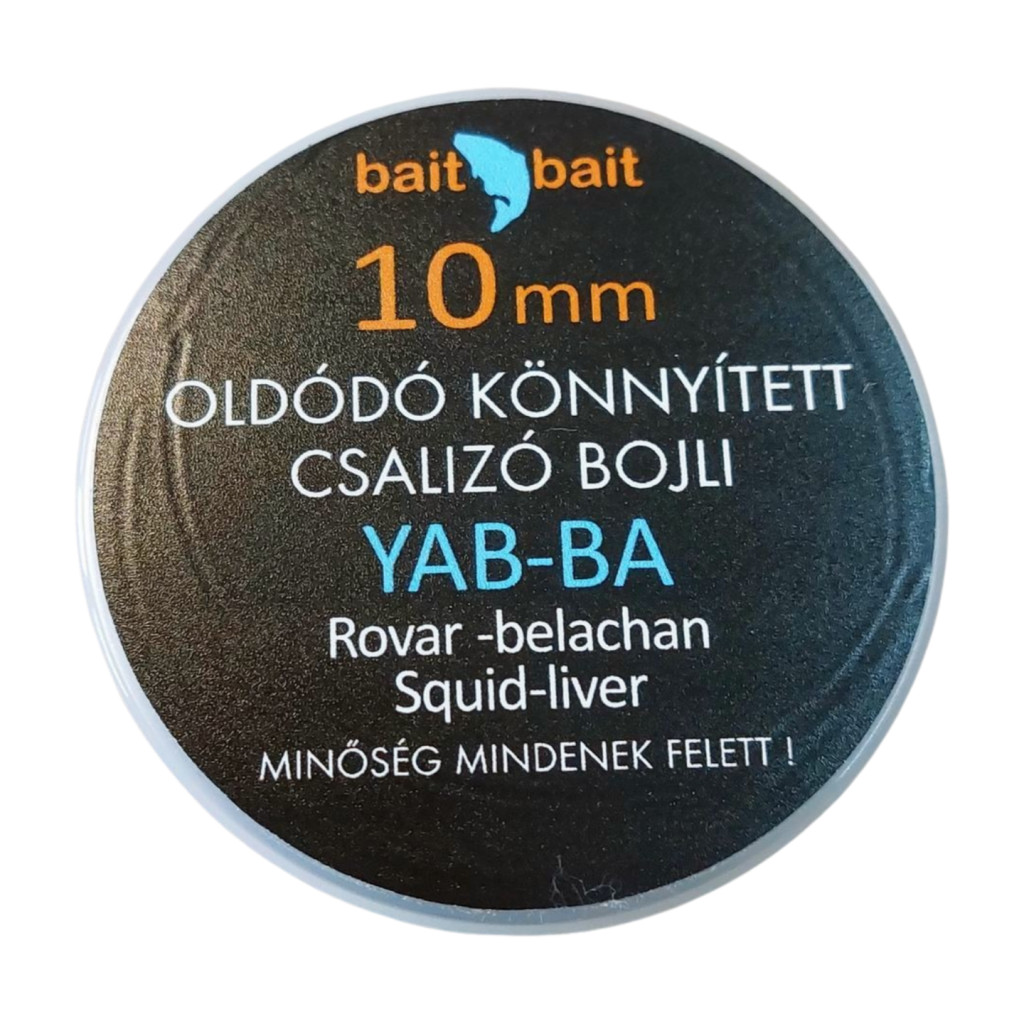 bait bait
10 mm
OLDÓDÓ KÖNNYÍTETT
CSALIZÓ BOJLI
YAB-BA
Rovar -belachan
Squid-liver
MINŐSÉG MINDENEK FELETT !